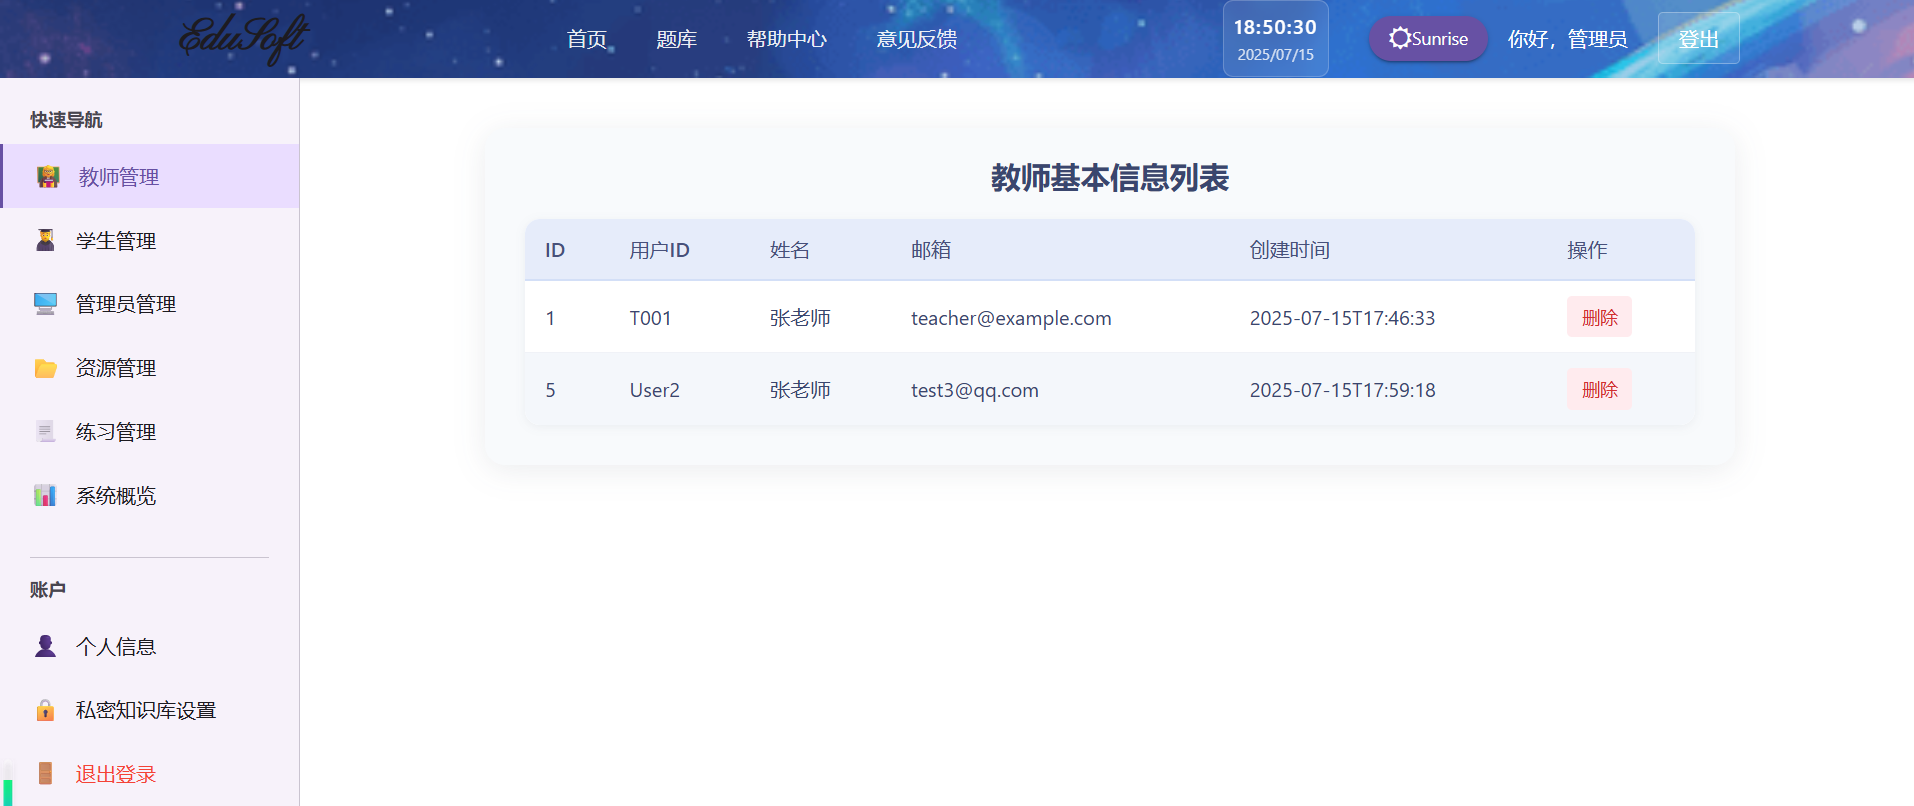 EduSoft
首页 题库 帮助中心 意见反馈
18:50:30
2025/07/15
Sunrise 你好，管理员 登出
快速导航
教师管理
学生管理
管理员管理
资源管理
练习管理
系统概览
账户
个人信息
私密知识库设置
退出登录
教师基本信息列表
ID 用户ID 姓名 邮箱 创建时间 操作
1 T001 张老师 teacher@example.com 2025-07-15T17:46:33 删除
5 User2 张老师 test3@qq.com 2025-07-15T17:59:18 删除